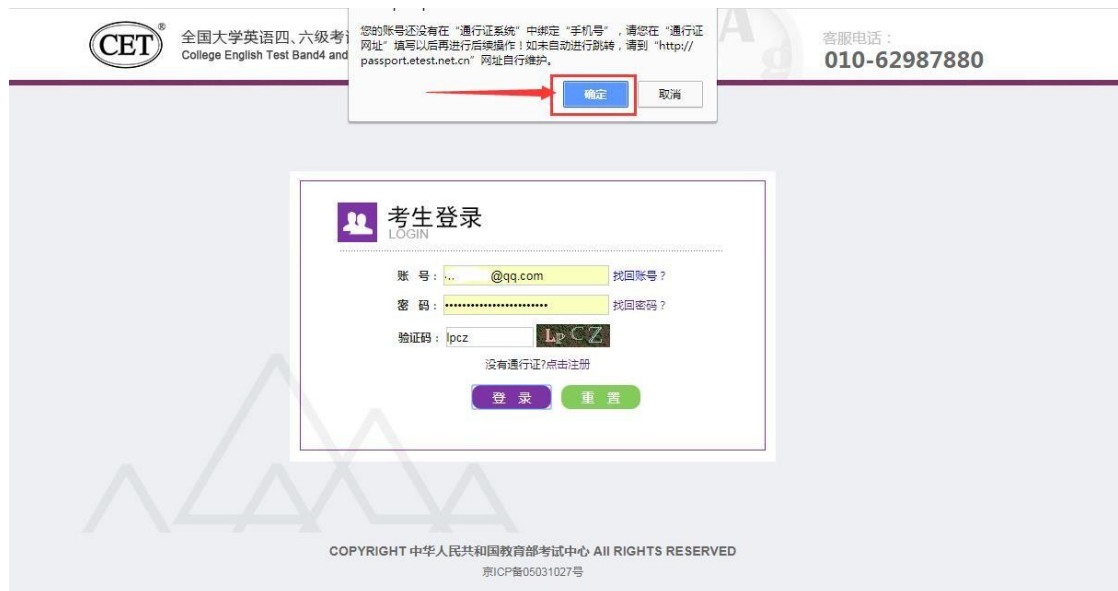 CET®
全国大学英语四、六级考
College English Test Band4 and
您的账号还没有在“通行证系统”中绑定“手机号”，请您在“通行证
网址”填写以后再进行后续操作！如未自动进行跳转，请到“http://
passport.etest.net.cn”网址自行维护。
确定 取消
客服电话：
010-62987880
考生登录
LOGIN
账 号： @qq.com 找回账号？
密 码： 找回密码？
验证码： lpcz LpCZ
没有通行证?点击注册
登 录 重 置
COPYRIGHT 中华人民共和国教育部考试中心 All RIGHTS RESERVED
京ICP备05031027号